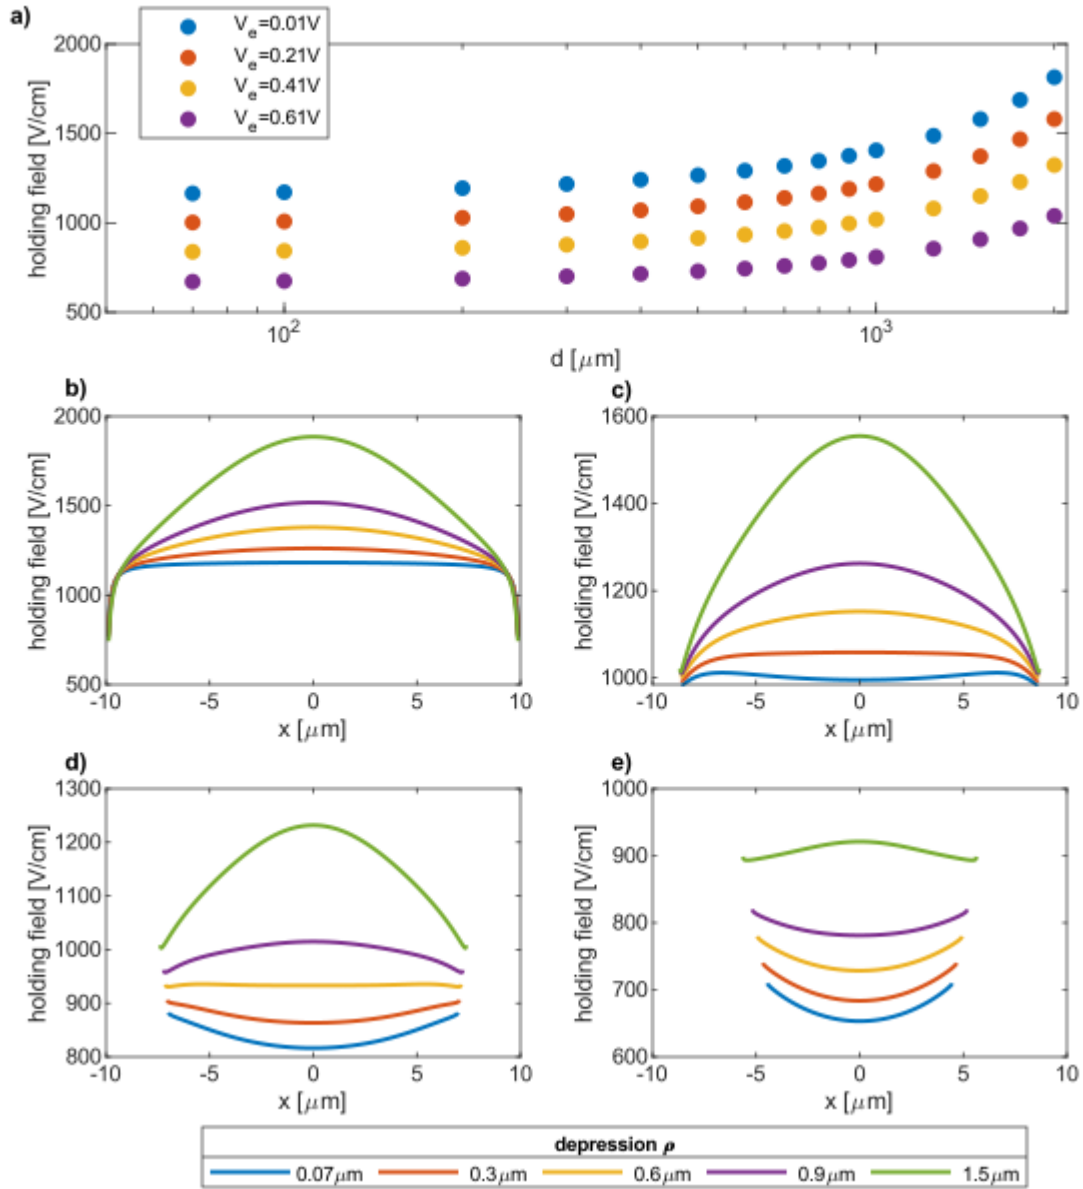 a)
V_e=0.01V
V_e=0.21V
V_e=0.41V
V_e=0.61V
holding field [V/cm]
2000
1500
1000
500
10²
10³
d [μm]
b)
holding field [V/cm]
2000
1500
1000
500
-10 -5 0 5 10
x [μm]
c)
holding field [V/cm]
1600
1400
1200
1000
-10 -5 0 5 10
x [μm]
d)
holding field [V/cm]
1300
1200
1100
1000
900
800
-10 -5 0 5 10
x [μm]
e)
holding field [V/cm]
1000
900
800
700
600
-10 -5 0 5 10
x [μm]
depression ρ
0.07μm 0.3μm 0.6μm 0.9μm 1.5μm